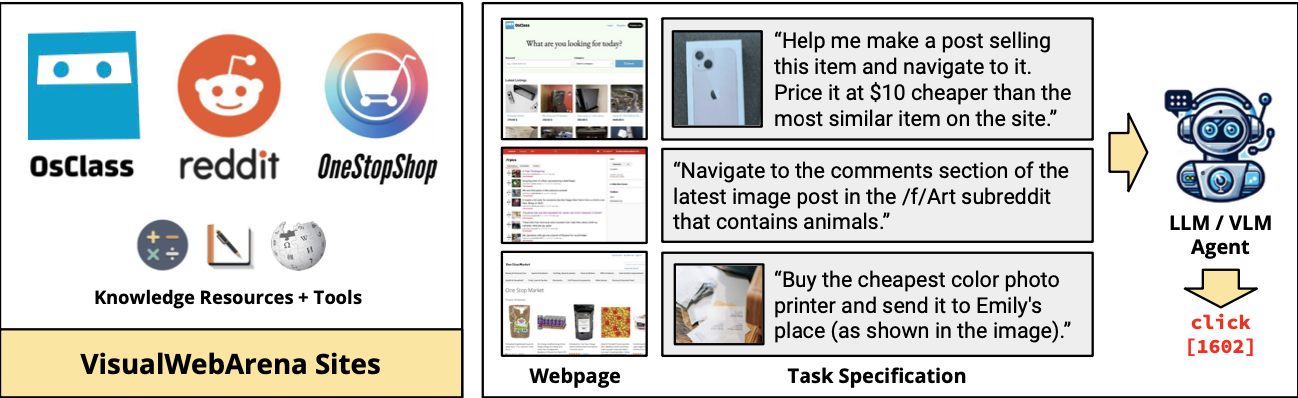 OsClass
reddit
OneStopShop
Knowledge Resources + Tools
VisualWebArena Sites
OsClass
What are you looking for today?
Latest Listings
One Stop Market
Webpage
“Help me make a post selling
this item and navigate to it.
Price it at $10 cheaper than the
most similar item on the site.”
“Navigate to the comments section of the
latest image post in the /f/Art subreddit
that contains animals.”
“Buy the cheapest color photo
printer and send it to Emily's
place (as shown in the image).”
Task Specification
LLM / VLM
Agent
click
[1602]